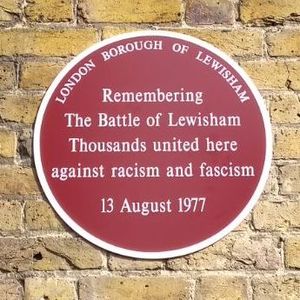 LONDON BOROUGH OF LEWISHAM
Remembering
The Battle of Lewisham
Thousands united here
against racism and fascism
13 August 1977